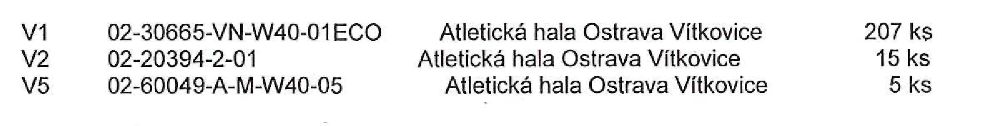 V1 02-30665-VN-W40-01ECO Atletická hala Ostrava Vítkovice 207 ks
V2 02-20394-2-01 Atletická hala Ostrava Vítkovice 15 ks
V5 02-60049-A-M-W40-05 Atletická hala Ostrava Vítkovice 5 ks